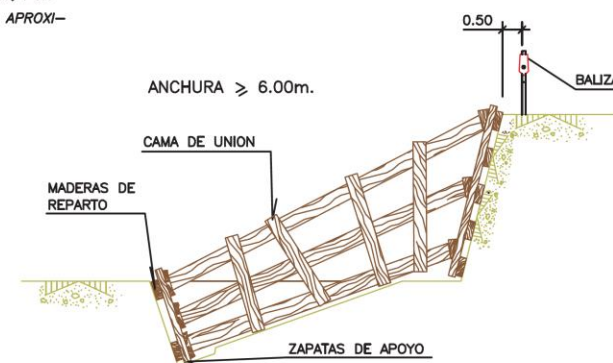 APROXI-
0.50
BALIZA
ANCHURA ⩾ 6.00m.
CAMA DE UNION
MADERAS DE
REPARTO
ZAPATAS DE APOYO